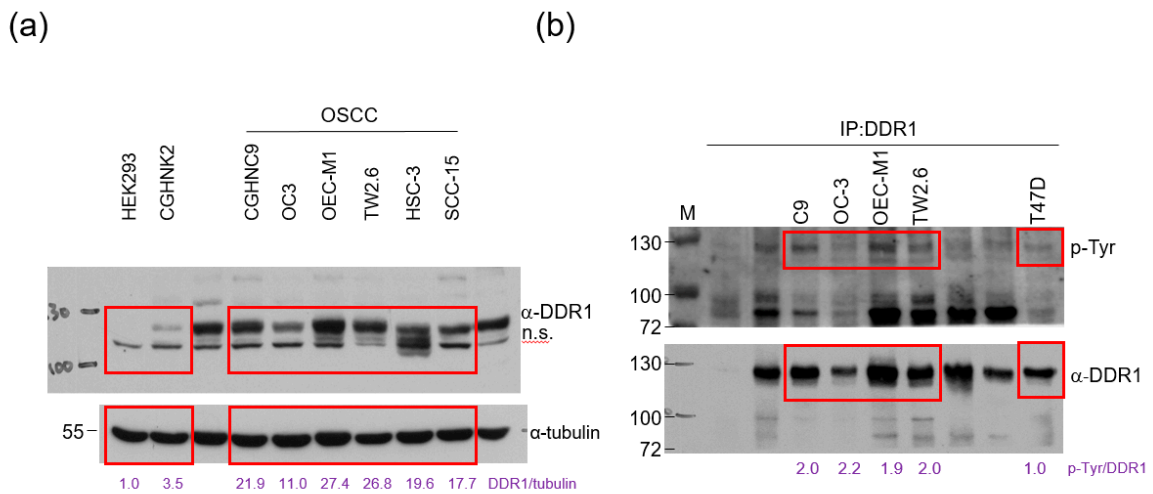 (a)
OSCC
HEK293
CGHNK2
CGHNC9
OC3
OEC-M1
TW2.6
HSC-3
SCC-15
130
α-DDR1
n.s.
100
55
α-tubulin
1.0 3.5 21.9 11.0 27.4 26.8 19.6 17.7 DDR1/tubulin
(b)
IP:DDR1
M
C9
OC-3
OEC-M1
TW2.6
T47D
130
p-Tyr
100
72
130
α-DDR1
100
72
2.0 2.2 1.9 2.0 1.0 p-Tyr/DDR1